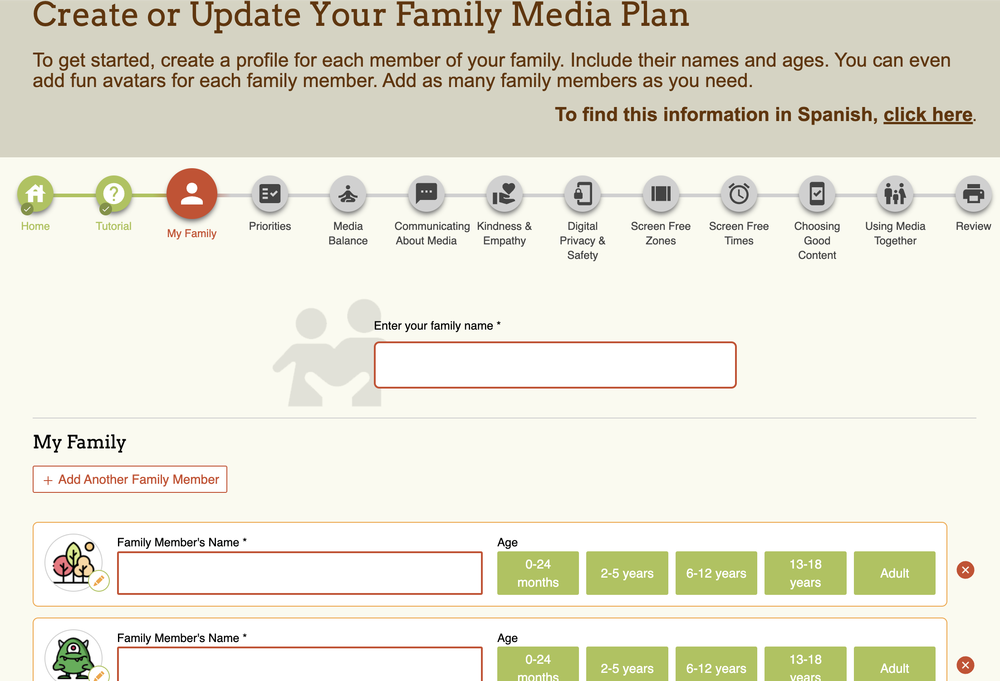 Create or Update Your Family Media Plan
To get started, create a profile for each member of your family. Include their names and ages. You can even
add fun avatars for each family member. Add as many family members as you need.
To find this information in Spanish, click here.
Home
Tutorial
My Family
Priorities
Media
Balance
Communicating
About Media
Kindness &
Empathy
Digital
Privacy &
Safety
Screen Free
Zones
Screen Free
Times
Choosing
Good
Content
Using Media
Together
Review
Enter your family name *
My Family
+ Add Another Family Member
Family Member's Name *
Age
0-24
months
2-5 years
6-12 years
13-18
years
Adult
Family Member's Name *
Age
0-24
months
2-5 years
6-12 years
13-18
years
Adult